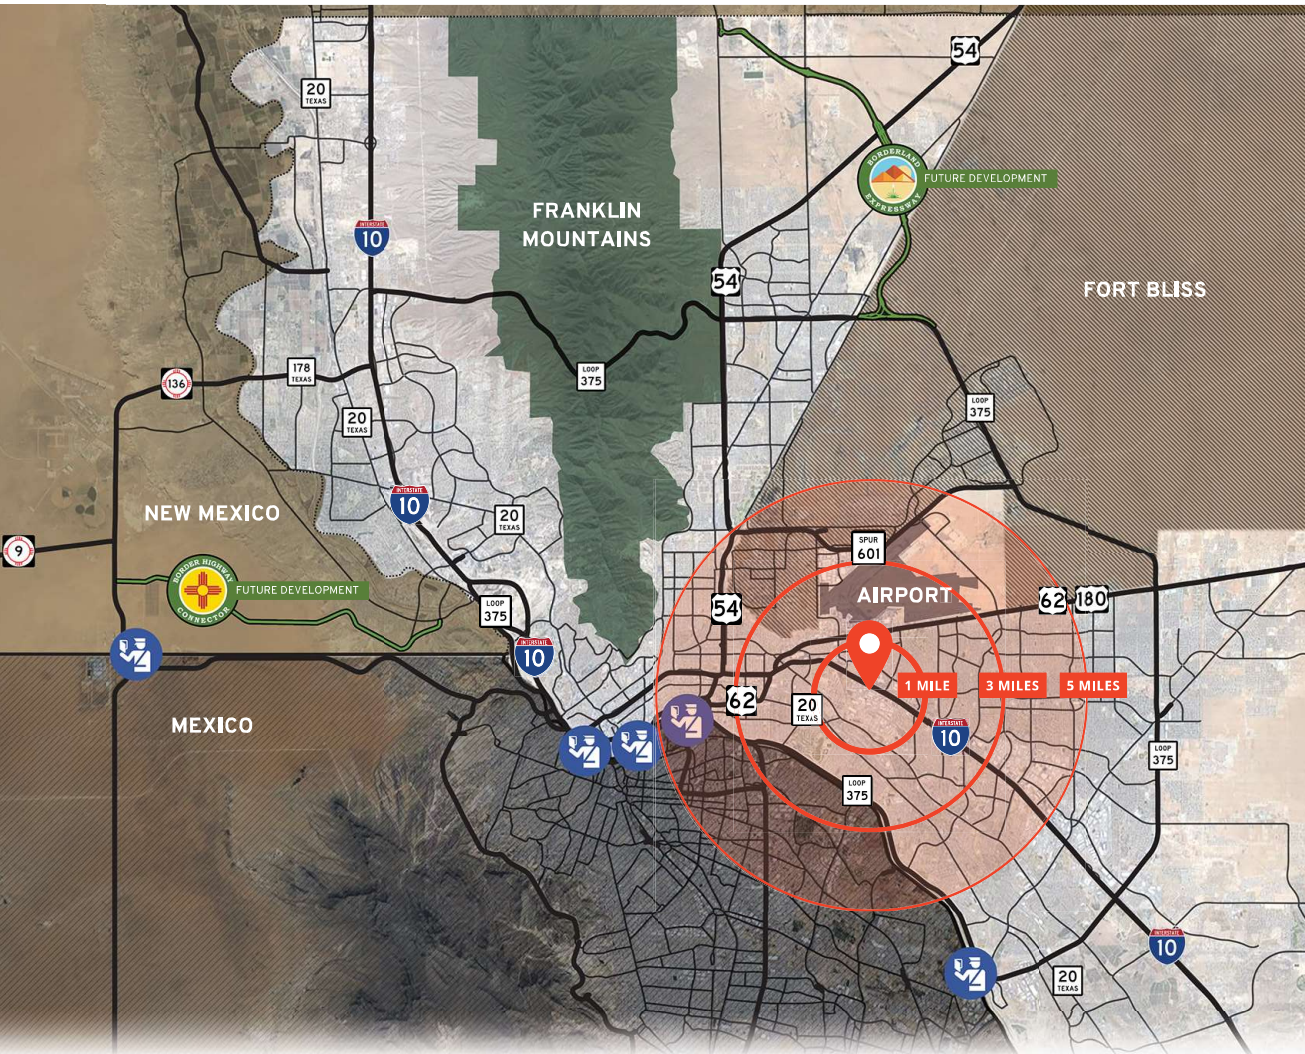 54
20
TEXAS
BORDERLAND
EXPRESSWAY
FUTURE DEVELOPMENT
FRANKLIN
MOUNTAINS
INTERSTATE
10
54
FORT BLISS
178
TEXAS
136
LOOP
375
LOOP
375
20
TEXAS
INTERSTATE
10
NEW MEXICO
20
TEXAS
9
SPUR
601
BORDER HIGHWAY
CONNECTOR
FUTURE DEVELOPMENT
AIRPORT
62
180
54
LOOP
375
INTERSTATE
10
1 MILE
3 MILES
5 MILES
62
20
TEXAS
MEXICO
INTERSTATE
10
LOOP
375
LOOP
375
INTERSTATE
10
20
TEXAS